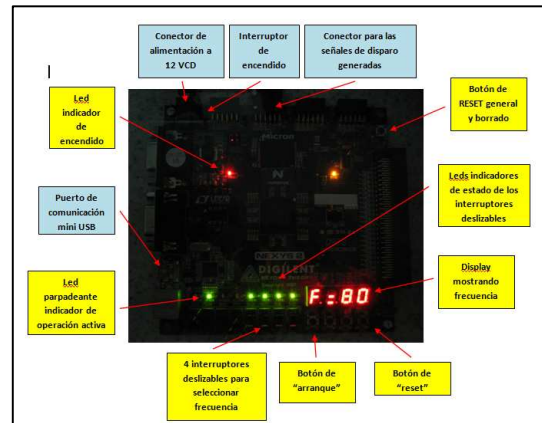 Conector de
alimentación a
12 VCD
Interruptor
de
encendido
Conector para las
señales de disparo
generadas
Led
indicador
de
encendido
Botón de
RESET general
y borrado
Leds indicadores
de estado de los
interruptores
deslizables
Puerto de
comunicación
mini USB
Micron
NEXYS2
DIGILENT
Led
parpadeante
indicador de
operación activa
F=80
Display
mostrando
frecuencia
4 interruptores
deslizables para
seleccionar
frecuencia
Botón de
“arranque”
Botón de
“reset”